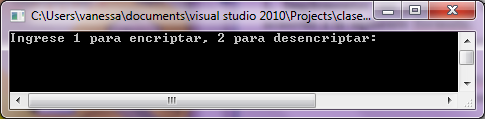 C:\Users\vanessa\documents\visual studio 2010\Projects\clase...
Ingrese 1 para encriptar, 2 para desencriptar: